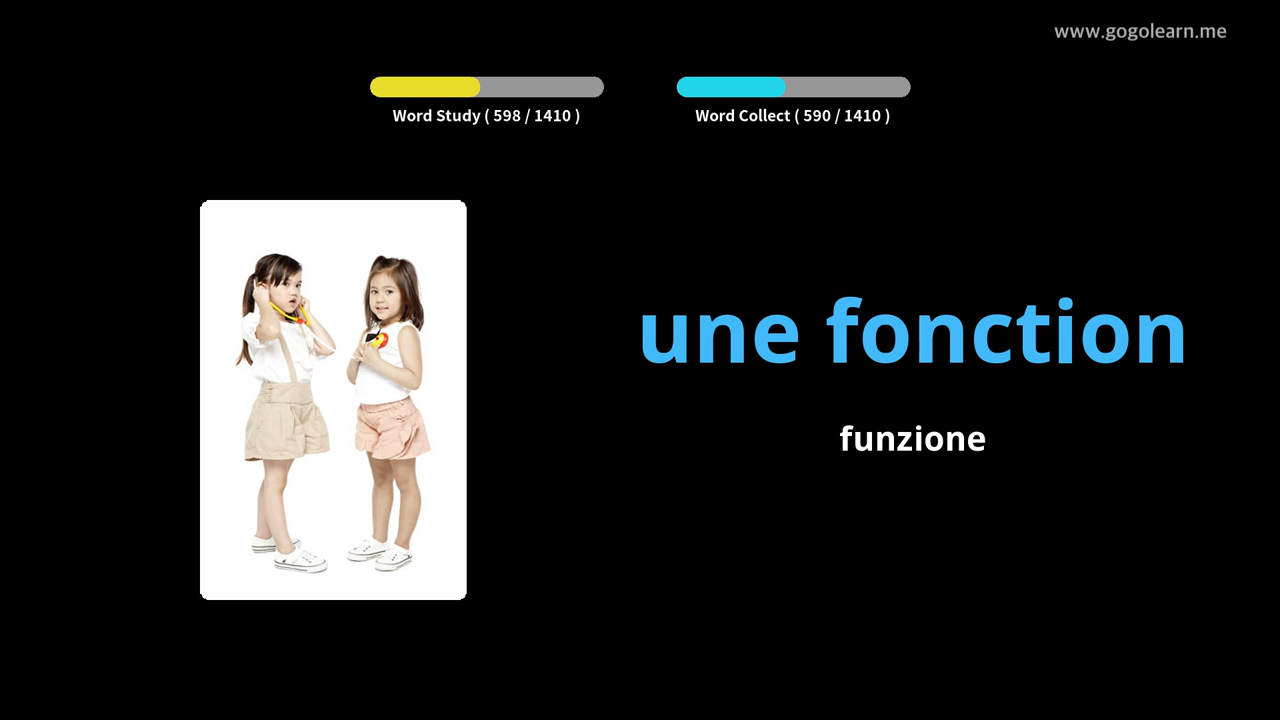 www.gogolearn.me
Word Study ( 598 / 1410 )
Word Collect ( 590 / 1410 )
une fonction
funzione